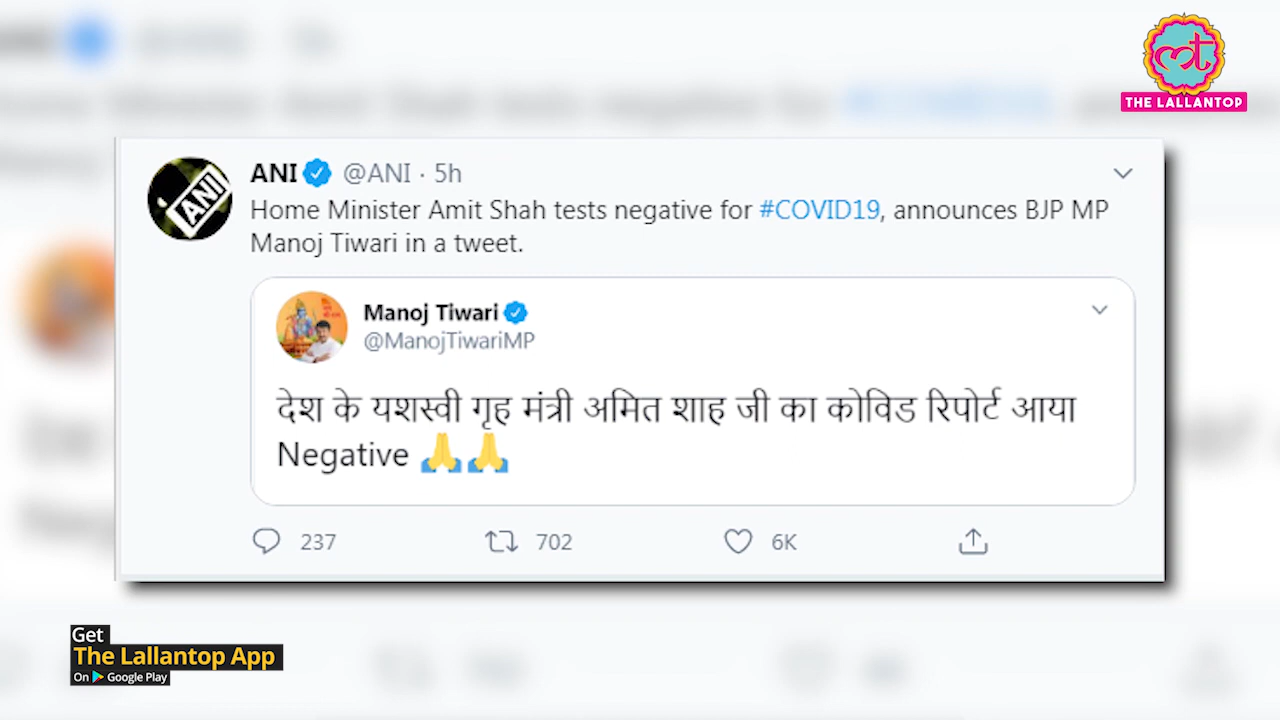 THE LALLANTOP
ANI @ANI · 5h
Home Minister Amit Shah tests negative for #COVID19, announces BJP MP
Manoj Tiwari in a tweet.
Manoj Tiwari
@ManojTiwariMP
देश के यशस्वी गृह मंत्री अमित शाह जी का कोविड रिपोर्ट आया
Negative 🙏🙏
237 702 6K
Get
The Lallantop App
On Google Play